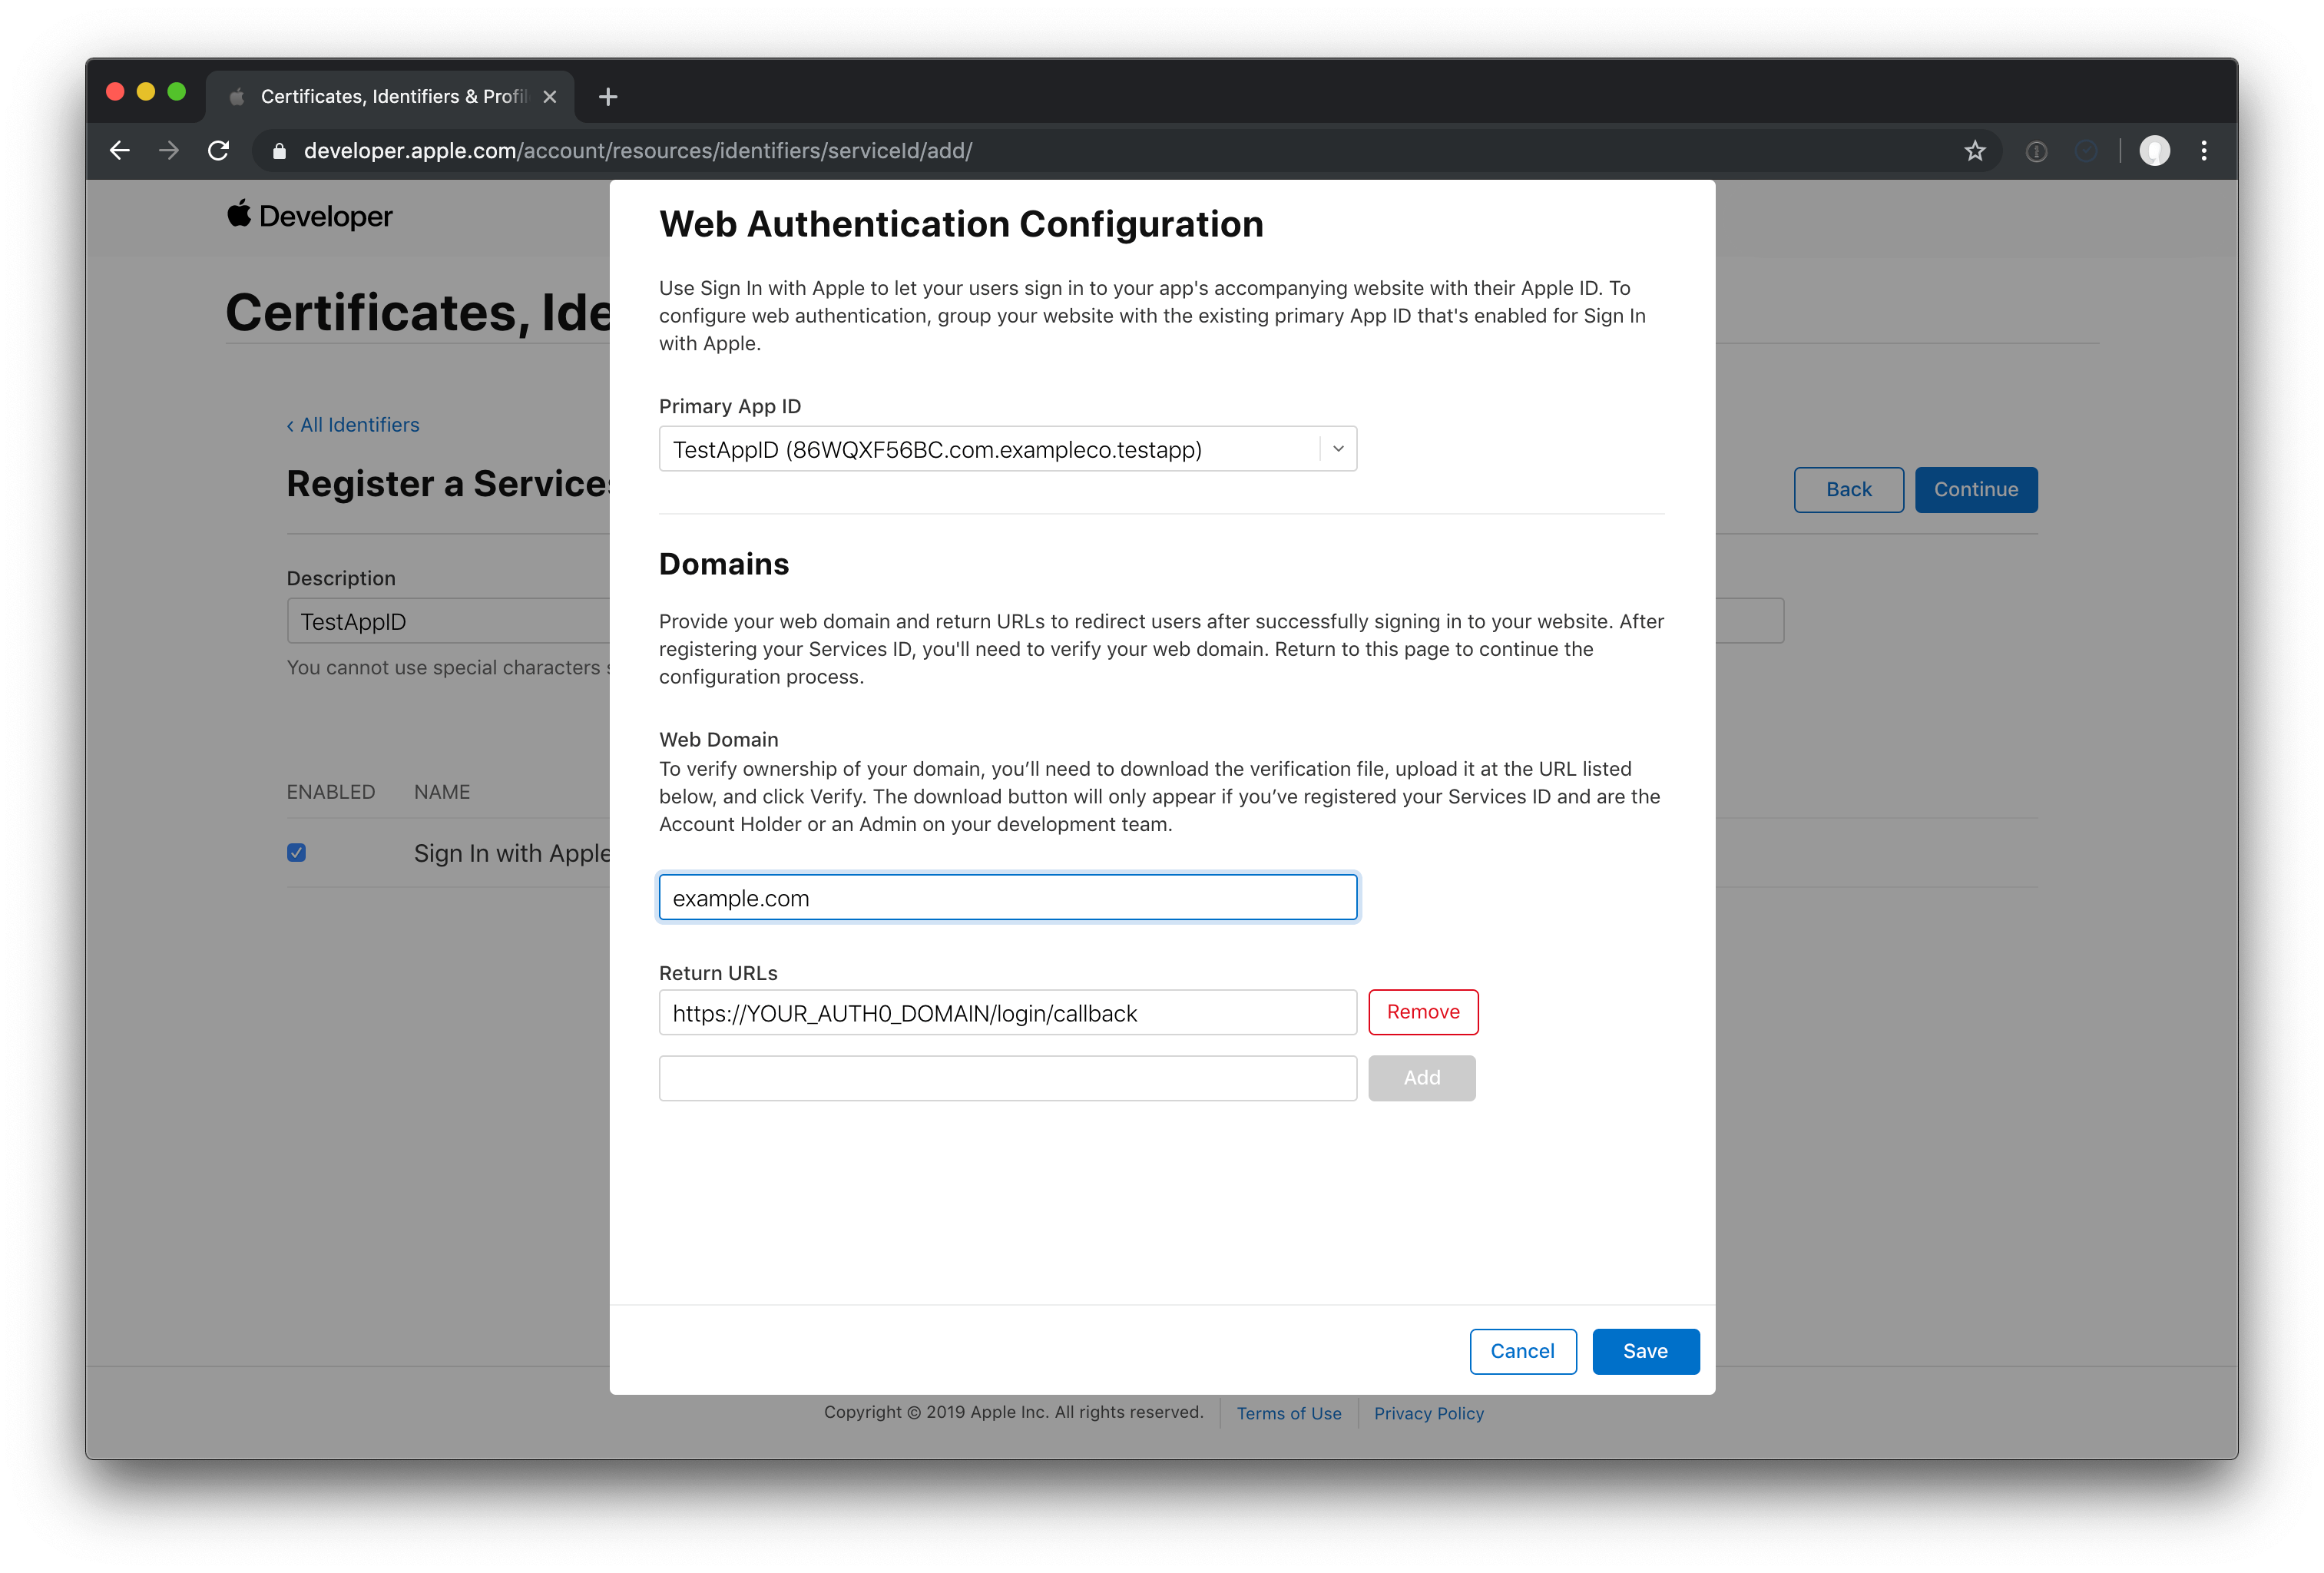 Certificates, Identifiers & Profil
developer.apple.com/account/resources/identifiers/serviceId/add/
Developer
Certificates, Ide
‹ All Identifiers
Register a Services
Back
Continue
Description
TestAppID
You cannot use special characters s
ENABLED NAME
Sign In with Apple
Web Authentication Configuration
Use Sign In with Apple to let your users sign in to your app's accompanying website with their Apple ID. To
configure web authentication, group your website with the existing primary App ID that's enabled for Sign In
with Apple.
Primary App ID
TestAppID (86WQXF56BC.com.exampleco.testapp)
Domains
Provide your web domain and return URLs to redirect users after successfully signing in to your website. After
registering your Services ID, you'll need to verify your web domain. Return to this page to continue the
configuration process.
Web Domain
To verify ownership of your domain, you’ll need to download the verification file, upload it at the URL listed
below, and click Verify. The download button will only appear if you’ve registered your Services ID and are the
Account Holder or an Admin on your development team.
example.com
Return URLs
https://YOUR_AUTH0_DOMAIN/login/callback
Remove
Add
Cancel
Save
Copyright © 2019 Apple Inc. All rights reserved.
Terms of Use
Privacy Policy